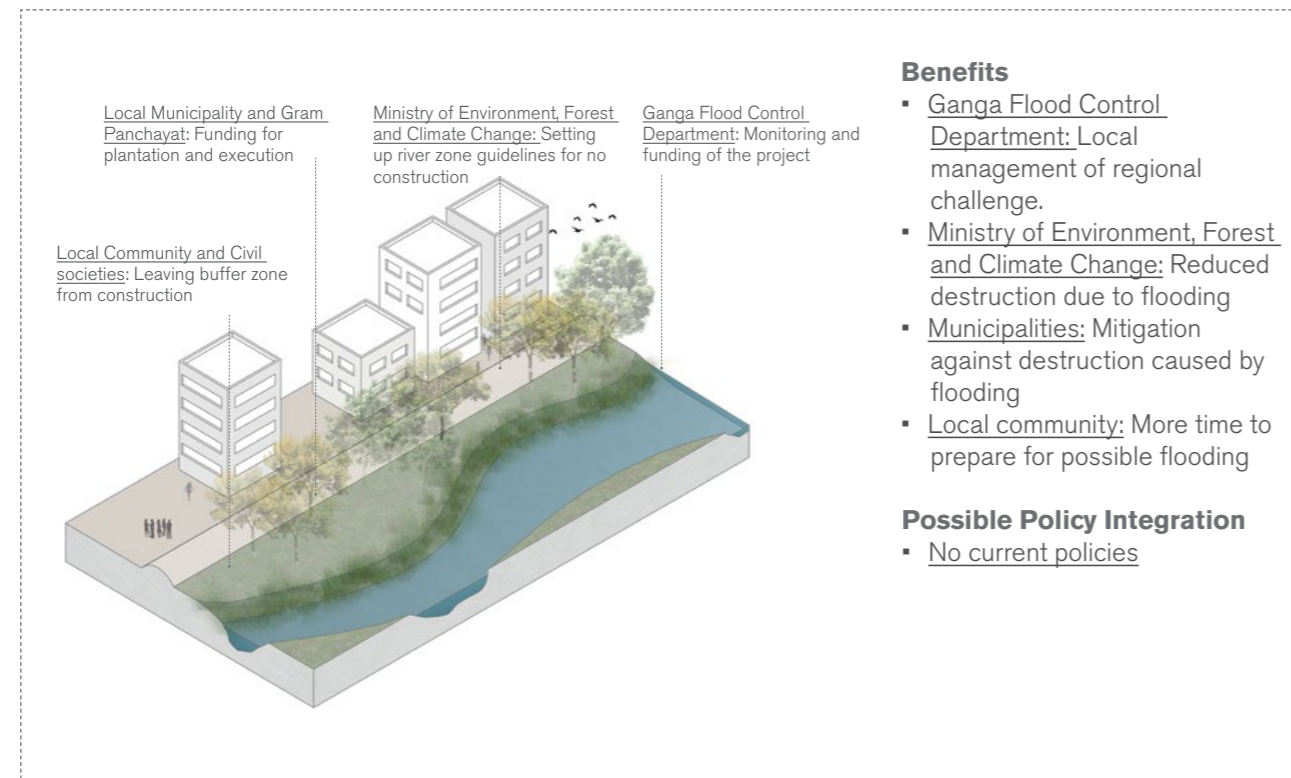 Local Municipality and Gram
Panchayat: Funding for
plantation and execution
Ministry of Environment, Forest
and Climate Change: Setting
up river zone guidelines for no
construction
Ganga Flood Control
Department: Monitoring and
funding of the project
Local Community and Civil
societies: Leaving buffer zone
from construction
Benefits
▪ Ganga Flood Control
Department: Local
management of regional
challenge.
▪ Ministry of Environment, Forest
and Climate Change: Reduced
destruction due to flooding
▪ Municipalities: Mitigation
against destruction caused by
flooding
▪ Local community: More time to
prepare for possible flooding
Possible Policy Integration
▪ No current policies